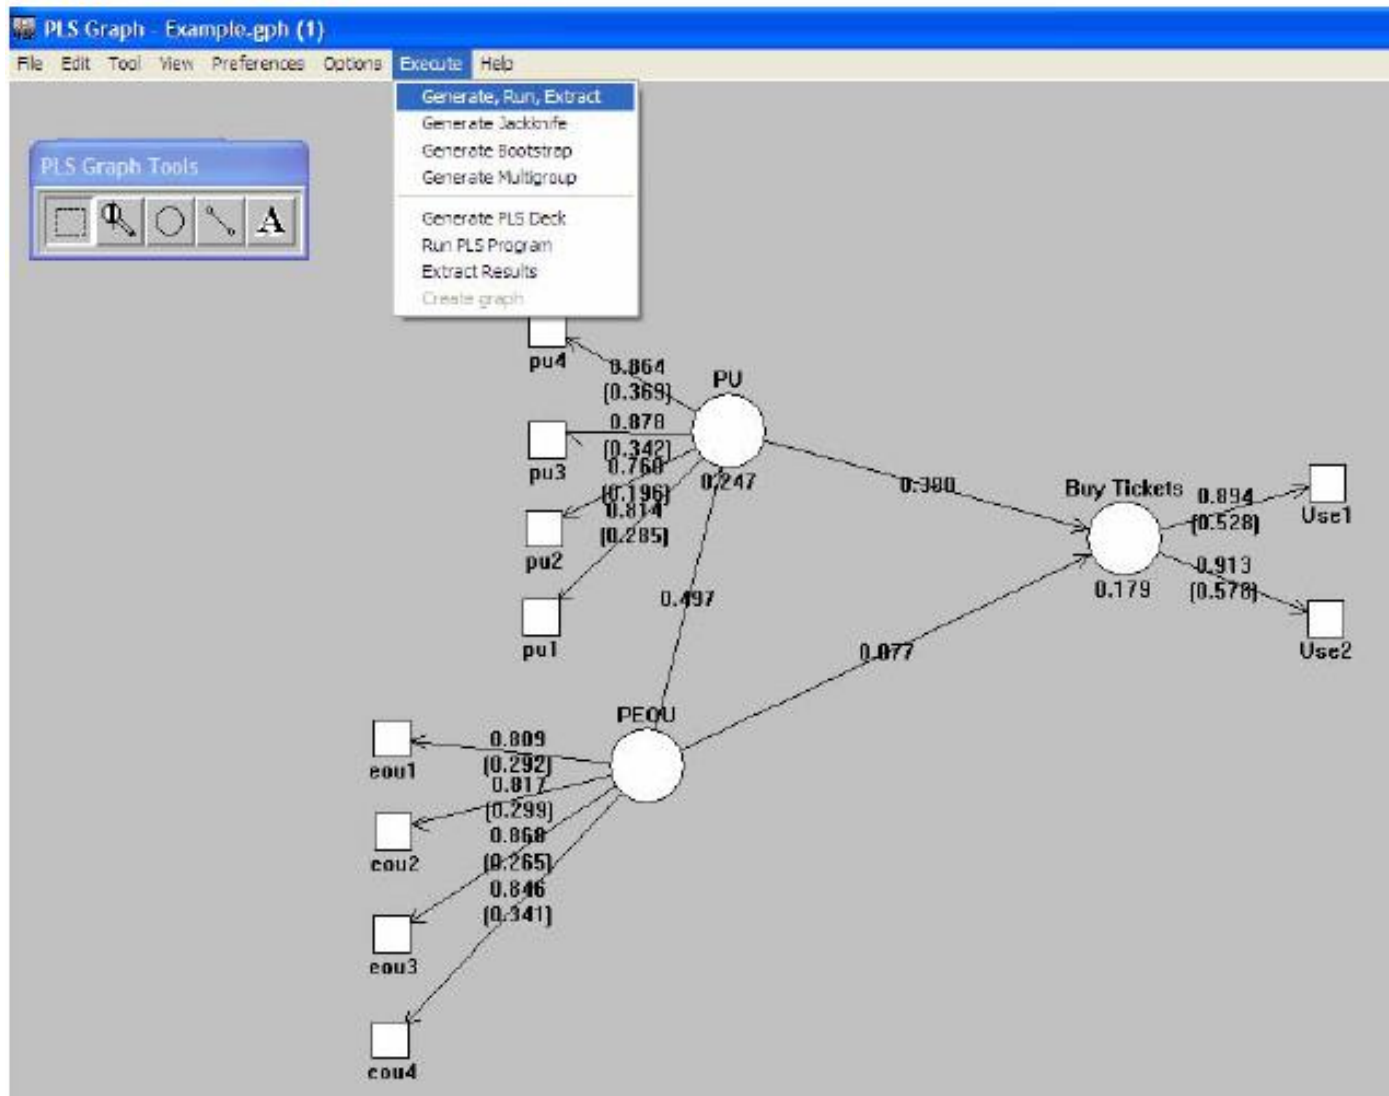 PLS Graph - Example.gph (1)
File Edit Tool View Preferences Options Execute Help
Generate, Run, Extract
Generate Jackknife
Generate Bootstrap
Generate Multigroup
Generate PLS Deck
Run PLS Program
Extract Results
Create graph
PLS Graph Tools
A
pu4
0.864
(0.369)
PU
0.878
(0.342)
pu3
0.760
(0.196)
0.247
0.814
(0.285)
pu2
pu1
0.380
Buy Tickets
0.894
(0.528)
Use1
0.179
0.913
(0.578)
Use2
0.497
0.077
PEOU
0.809
(0.292)
eou1
0.817
(0.299)
eou2
0.868
(0.265)
0.846
(0.341)
eou3
eou4